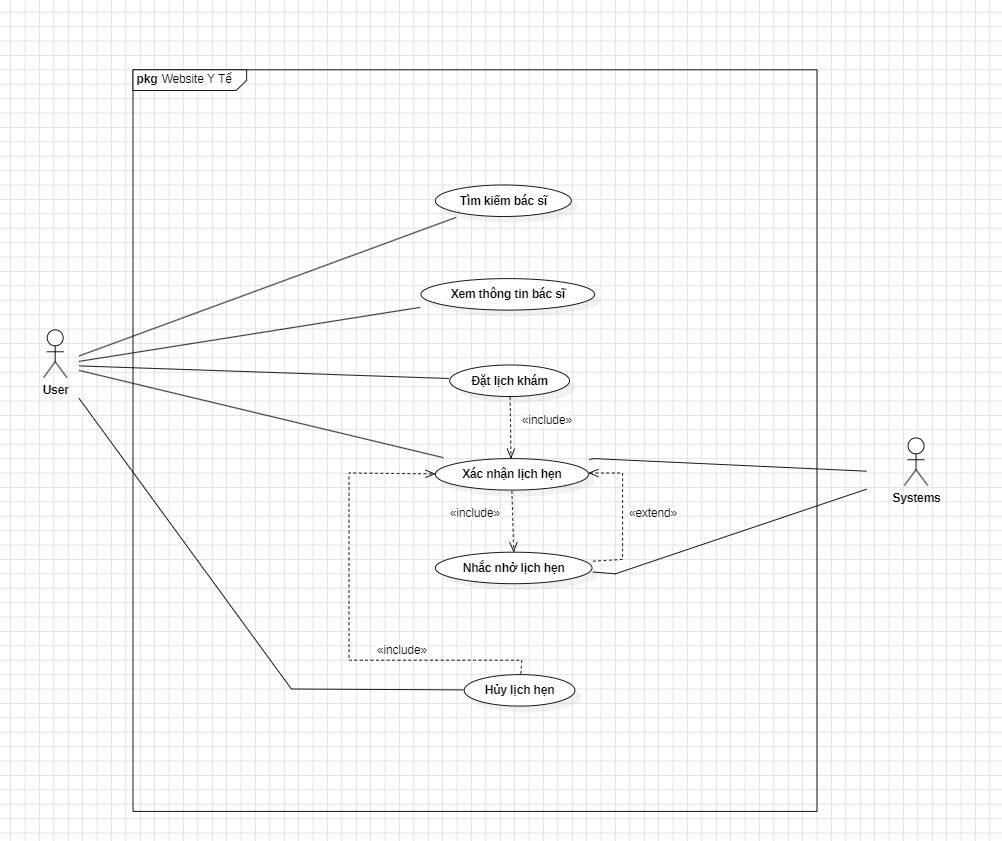 pkg Website Y Tế
Tìm kiếm bác sĩ
Xem thông tin bác sĩ
User
Đặt lịch khám
«include»
Xác nhận lịch hẹn
Systems
«include»
«extend»
Nhắc nhở lịch hẹn
«include»
Hủy lịch hẹn